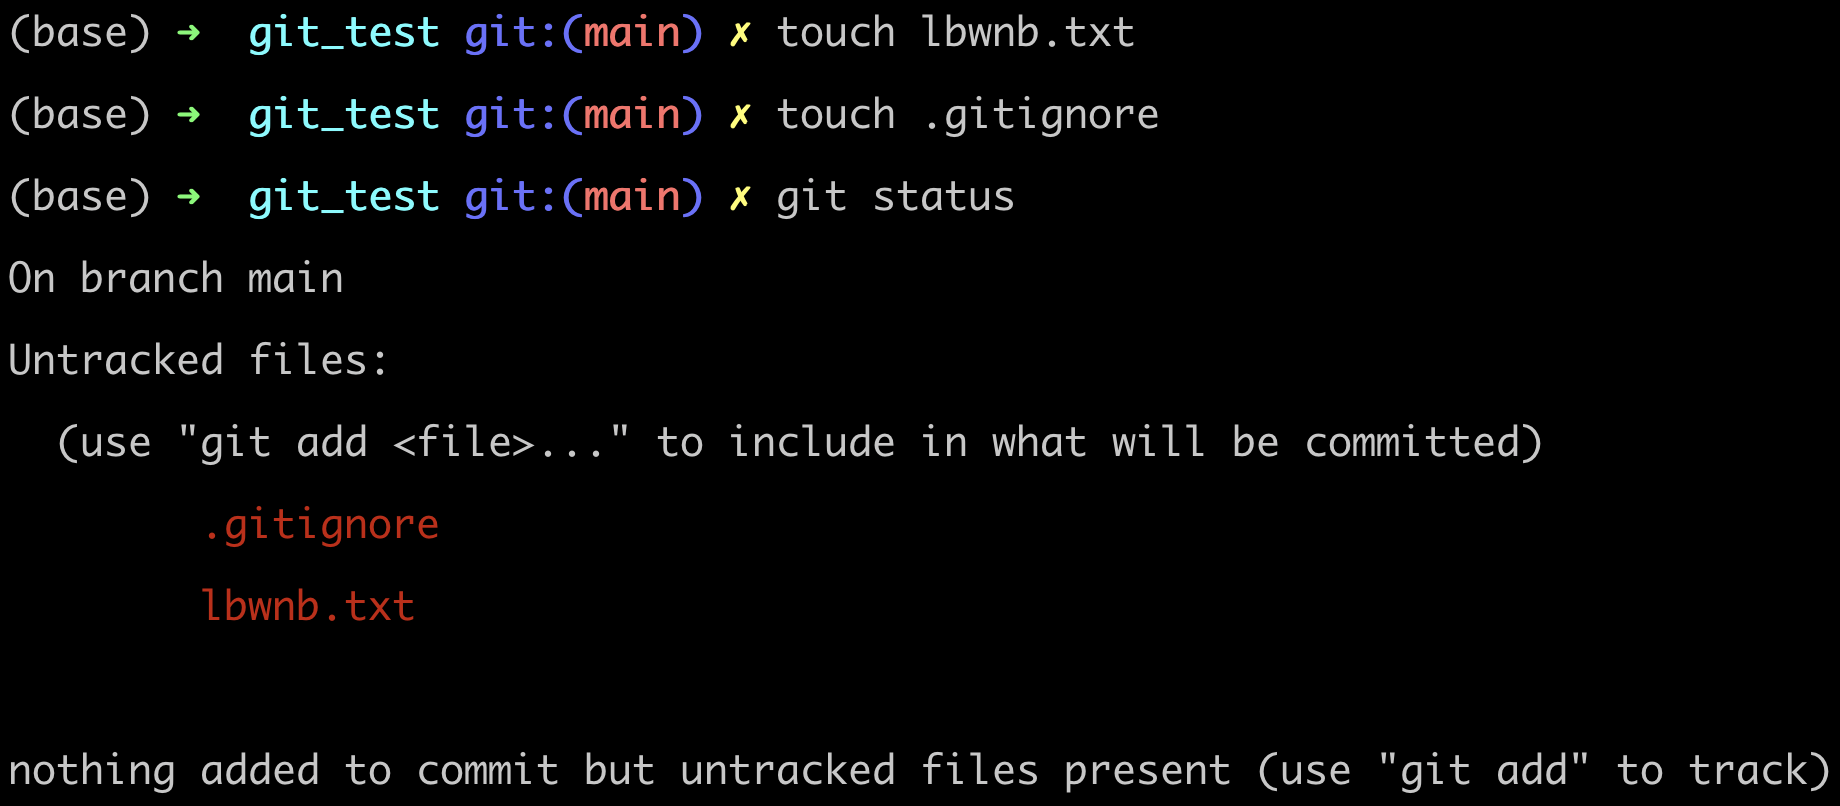 (base) ➜  git_test git:(main) ✗ touch lbwnb.txt
(base) ➜  git_test git:(main) ✗ touch .gitignore
(base) ➜  git_test git:(main) ✗ git status
On branch main
Untracked files:
  (use "git add <file>..." to include in what will be committed)
        .gitignore
        lbwnb.txt
nothing added to commit but untracked files present (use "git add" to track)